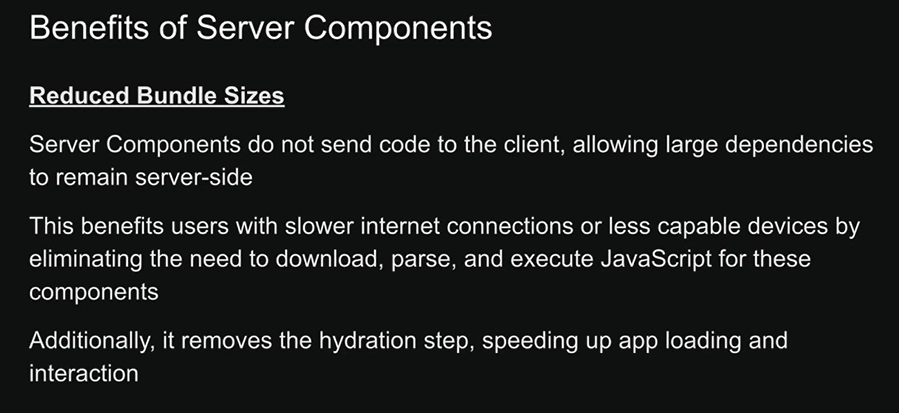 Benefits of Server Components
Reduced Bundle Sizes
Server Components do not send code to the client, allowing large dependencies
to remain server-side
This benefits users with slower internet connections or less capable devices by
eliminating the need to download, parse, and execute JavaScript for these
components
Additionally, it removes the hydration step, speeding up app loading and
interaction